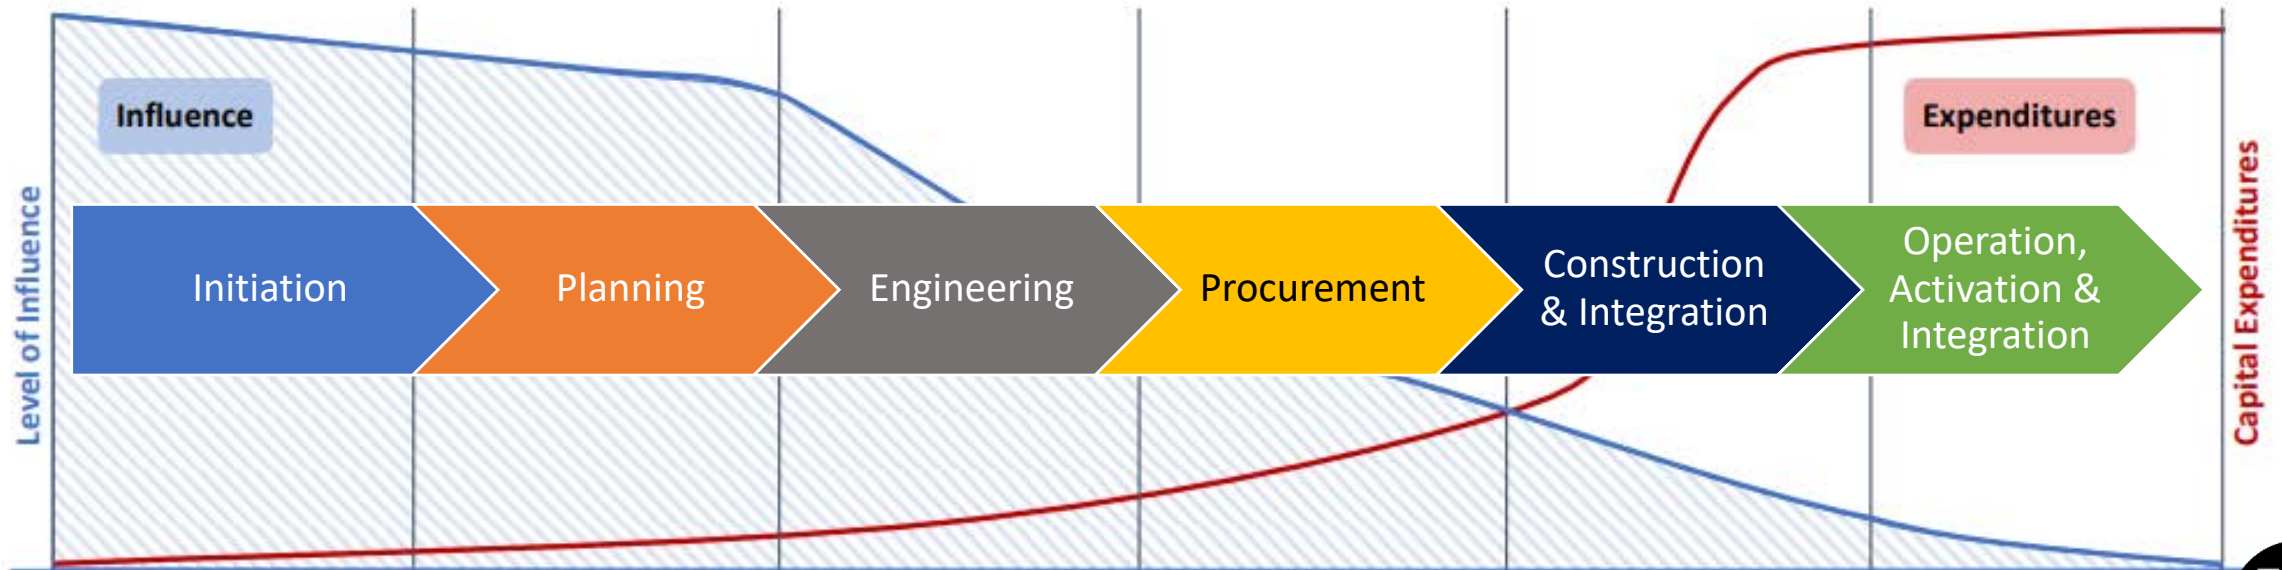 Influence
Expenditures
Level of Influence
Initiation
Planning
Engineering
Procurement
Construction
& Integration
Operation,
Activation &
Integration
Capital Expenditures